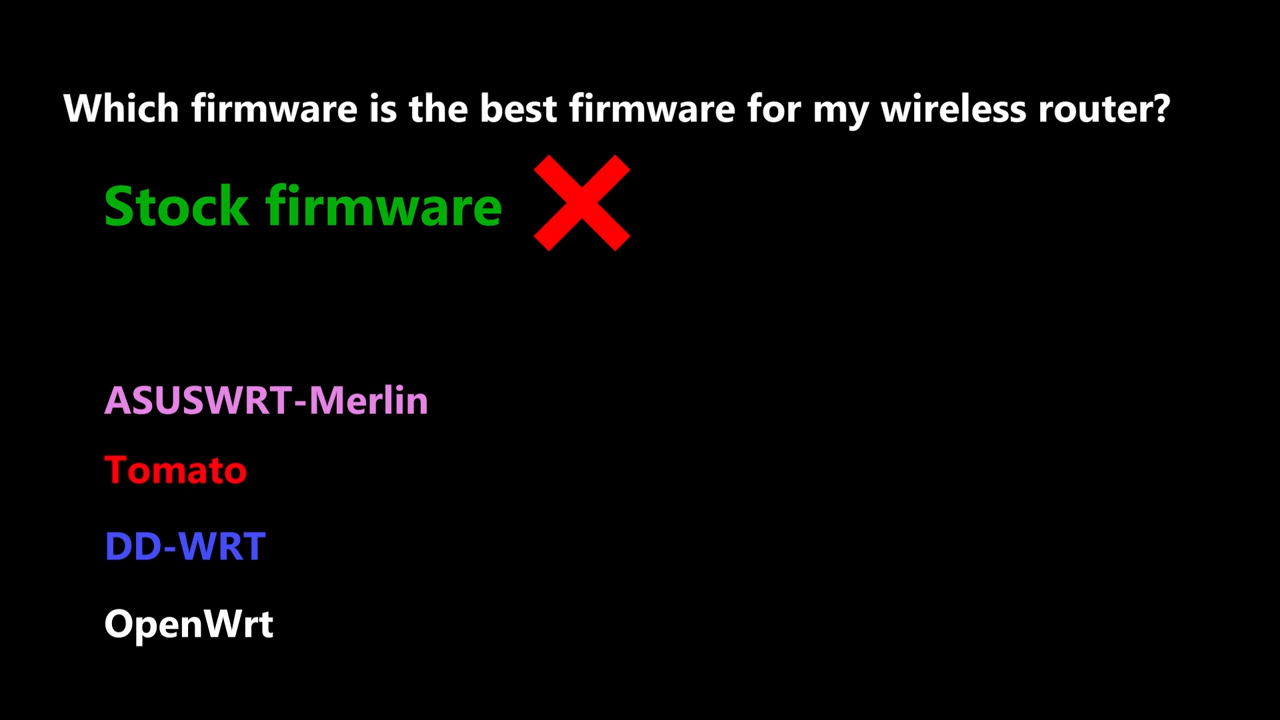 Which firmware is the best firmware for my wireless router?
Stock firmware
ASUSWRT-Merlin
Tomato
DD-WRT
OpenWrt